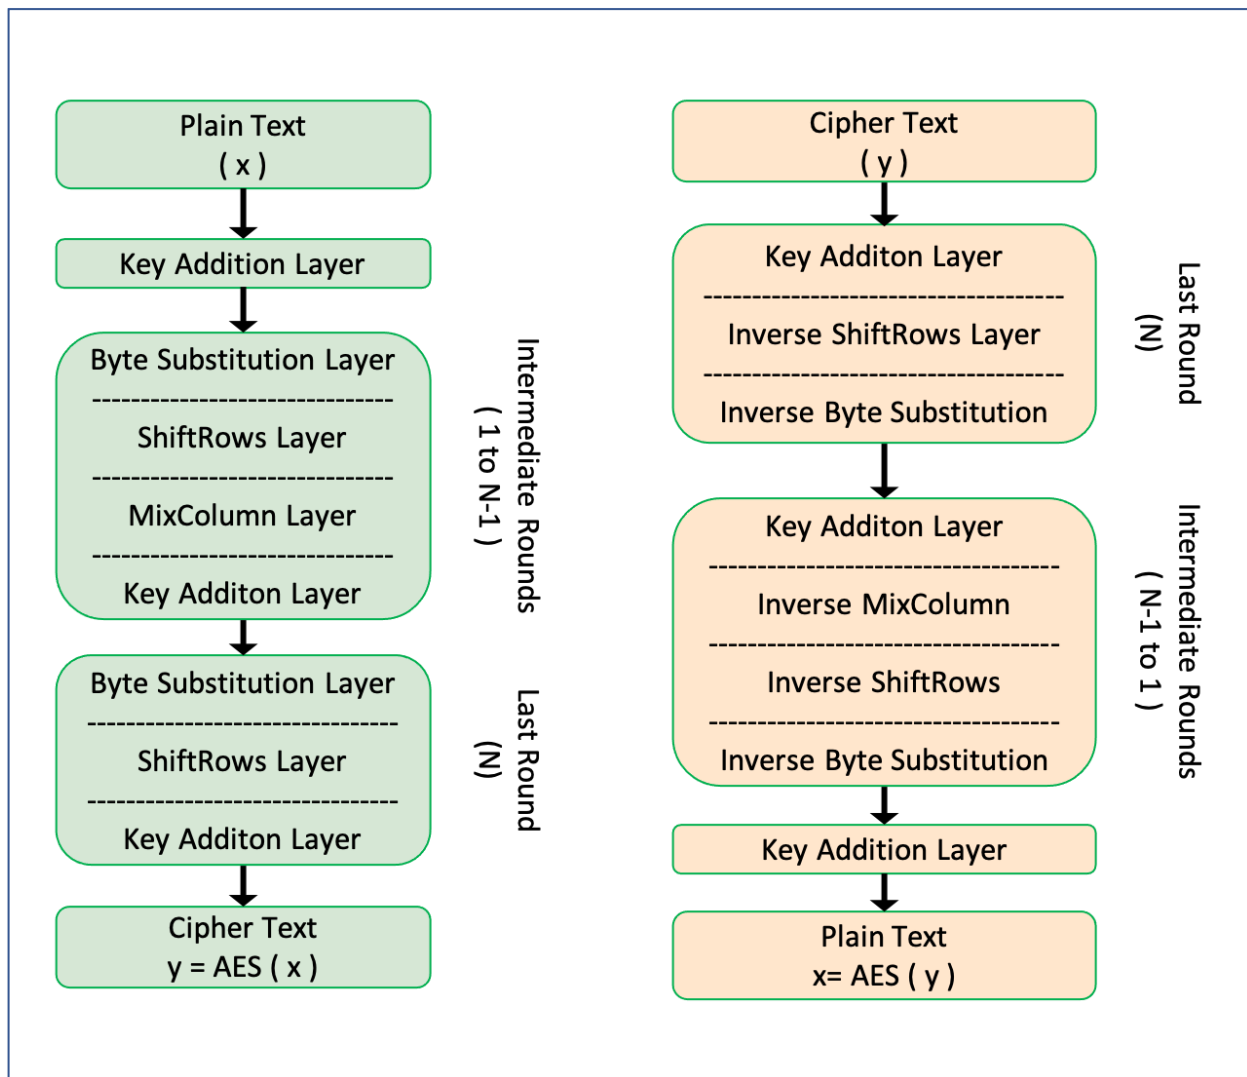 Plain Text
( x )
Key Addition Layer
Byte Substitution Layer
ShiftRows Layer
MixColumn Layer
Key Additon Layer
Intermediate Rounds
( 1 to N-1 )
Byte Substitution Layer
ShiftRows Layer
Key Additon Layer
Last Round
(N)
Cipher Text
y = AES ( x )
Cipher Text
( y )
Key Additon Layer
Inverse ShiftRows Layer
Inverse Byte Substitution
Last Round
(N)
Key Additon Layer
Inverse MixColumn
Inverse ShiftRows
Inverse Byte Substitution
Intermediate Rounds
( N-1 to 1 )
Key Addition Layer
Plain Text
x= AES ( y )